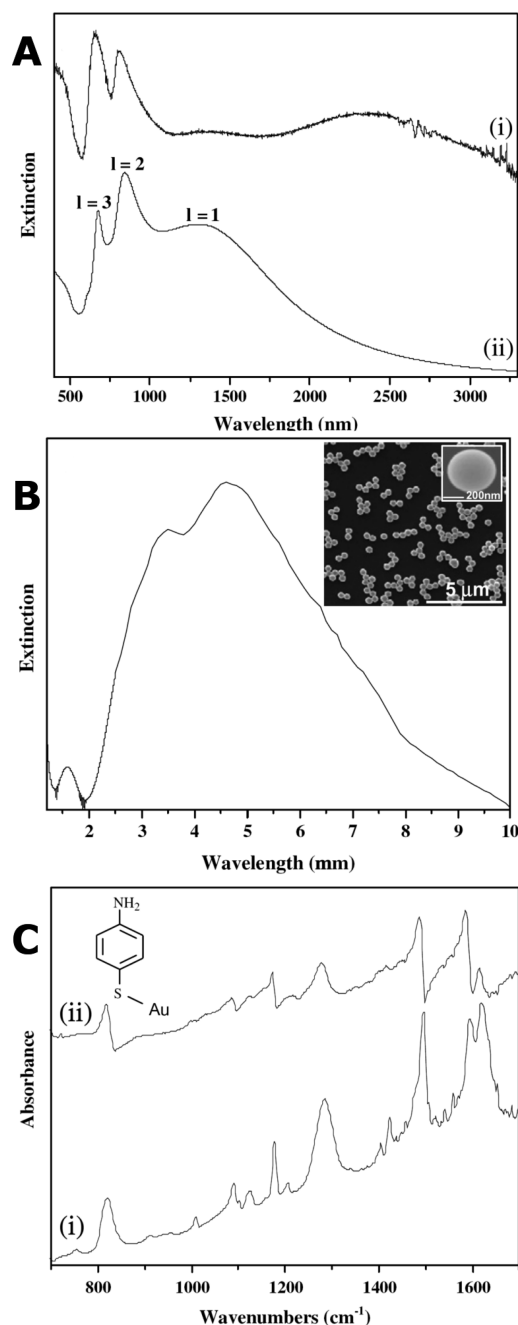 A
Extinction
(i)
l = 3
l = 2
l = 1
(ii)
500 1000 1500 2000 2500 3000
Wavelength (nm)
B
Extinction
200nm
5 µm
2 3 4 5 6 7 8 9 10
Wavelength (mm)
C
Absorbance
NH2
S
Au
(ii)
(i)
800 1000 1200 1400 1600
Wavenumbers (cm-1)